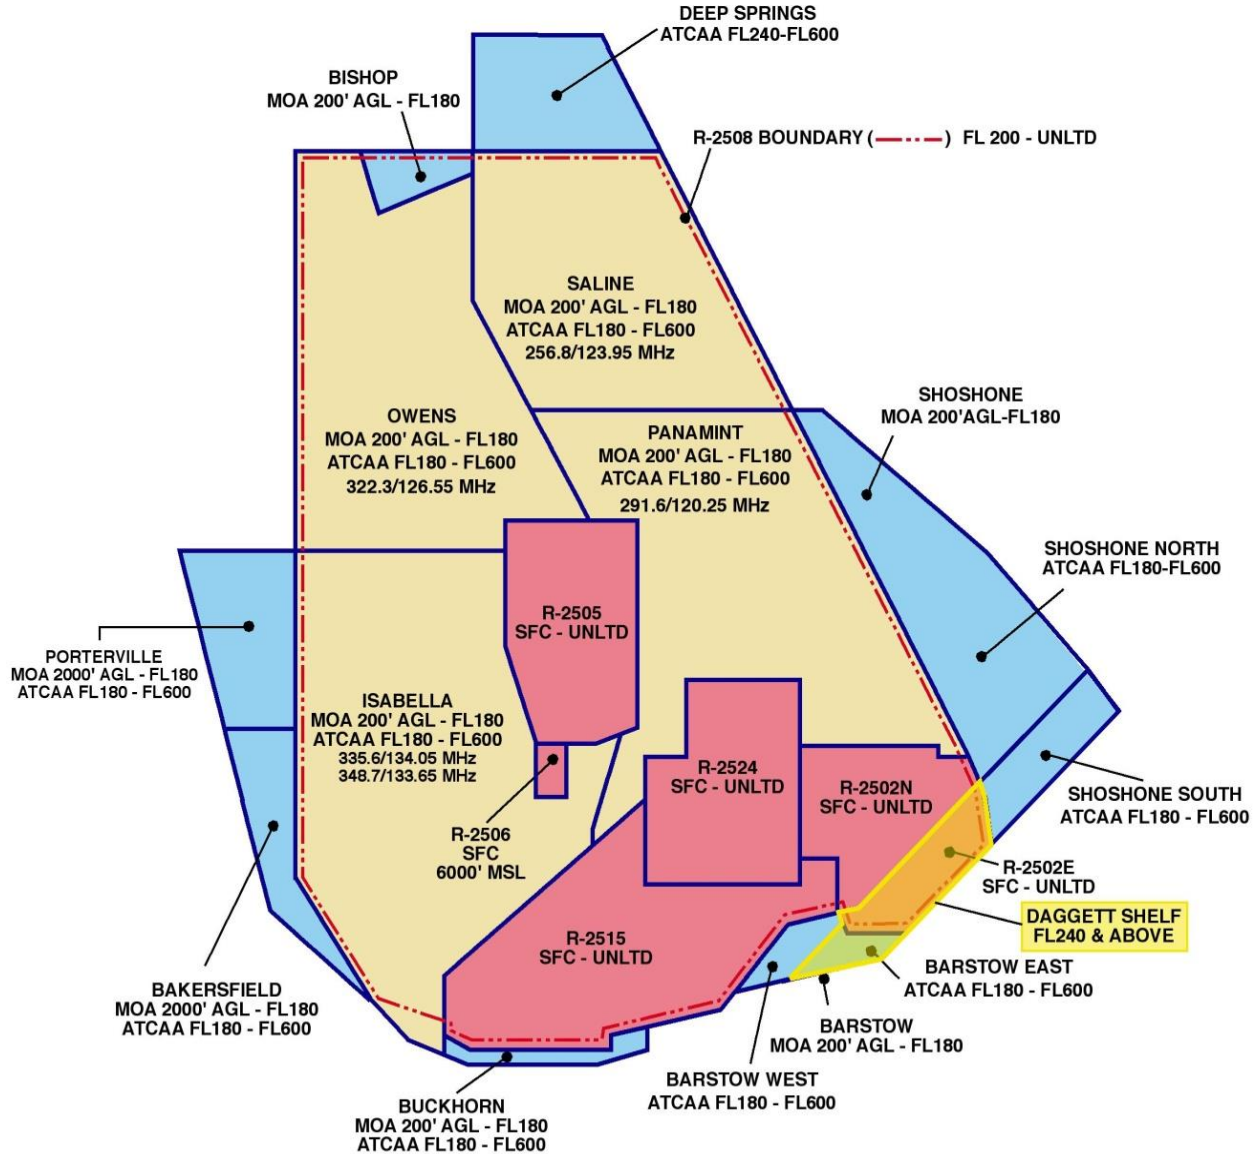 DEEP SPRINGS
ATCAA FL240-FL600
BISHOP
MOA 200' AGL - FL180
R-2508 BOUNDARY ( ) FL 200 - UNLTD
SALINE
MOA 200' AGL - FL180
ATCAA FL180 - FL600
256.8/123.95 MHz
SHOSHONE
MOA 200'AGL-FL180
OWENS
MOA 200' AGL - FL180
ATCAA FL180 - FL600
322.3/126.55 MHz
PANAMINT
MOA 200' AGL - FL180
ATCAA FL180 - FL600
291.6/120.25 MHz
SHOSHONE NORTH
ATCAA FL180-FL600
R-2505
SFC - UNLTD
PORTERVILLE
MOA 2000' AGL - FL180
ATCAA FL180 - FL600
ISABELLA
MOA 200' AGL - FL180
ATCAA FL180 - FL600
335.6/134.05 MHz
348.7/133.65 MHz
R-2524
SFC - UNLTD
R-2502N
SFC - UNLTD
SHOSHONE SOUTH
ATCAA FL180 - FL600
R-2506
SFC
6000' MSL
R-2502E
SFC - UNLTD
DAGGETT SHELF
FL240 & ABOVE
R-2515
SFC - UNLTD
BARSTOW EAST
ATCAA FL180 - FL600
BAKERSFIELD
MOA 2000' AGL - FL180
ATCAA FL180 - FL600
BARSTOW
MOA 200' AGL - FL180
BARSTOW WEST
ATCAA FL180 - FL600
BUCKHORN
MOA 200' AGL - FL180
ATCAA FL180 - FL600